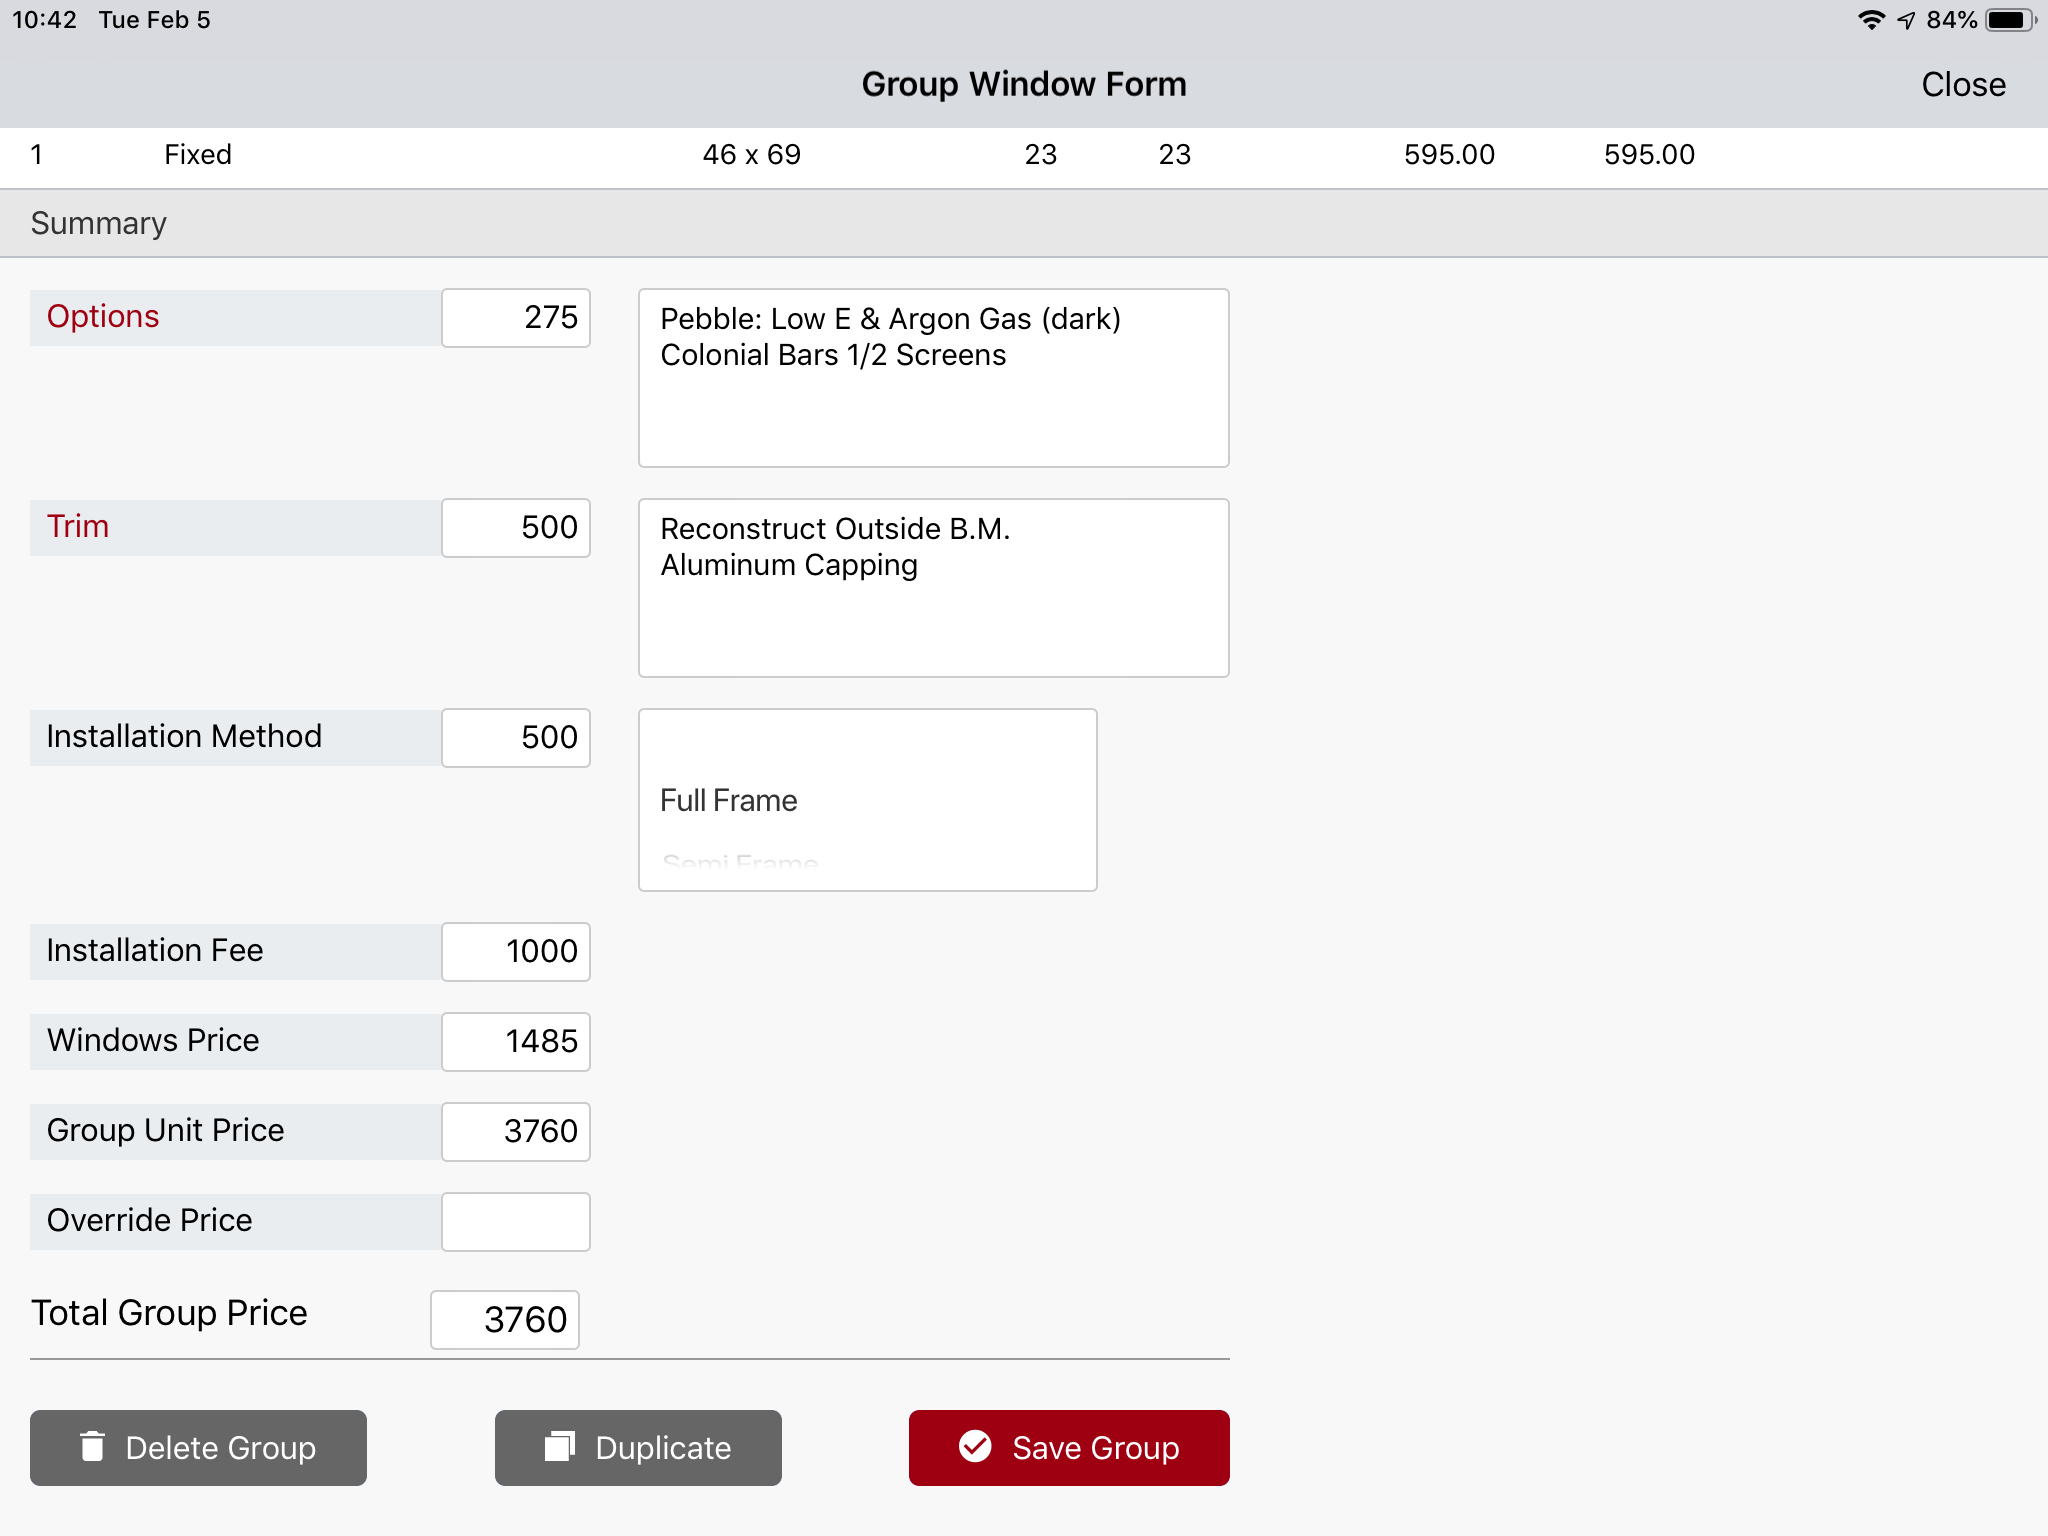 10:42 Tue Feb 5 84%
Group Window Form Close
1 Fixed 46 x 69 23 23 595.00 595.00
Summary
Options 275 Pebble: Low E & Argon Gas (dark)
Colonial Bars 1/2 Screens
Trim 500 Reconstruct Outside B.M.
Aluminum Capping
Installation Method 500
Full Frame
Semi Frame
Installation Fee 1000
Windows Price 1485
Group Unit Price 3760
Override Price
Total Group Price 3760
Delete Group Duplicate Save Group